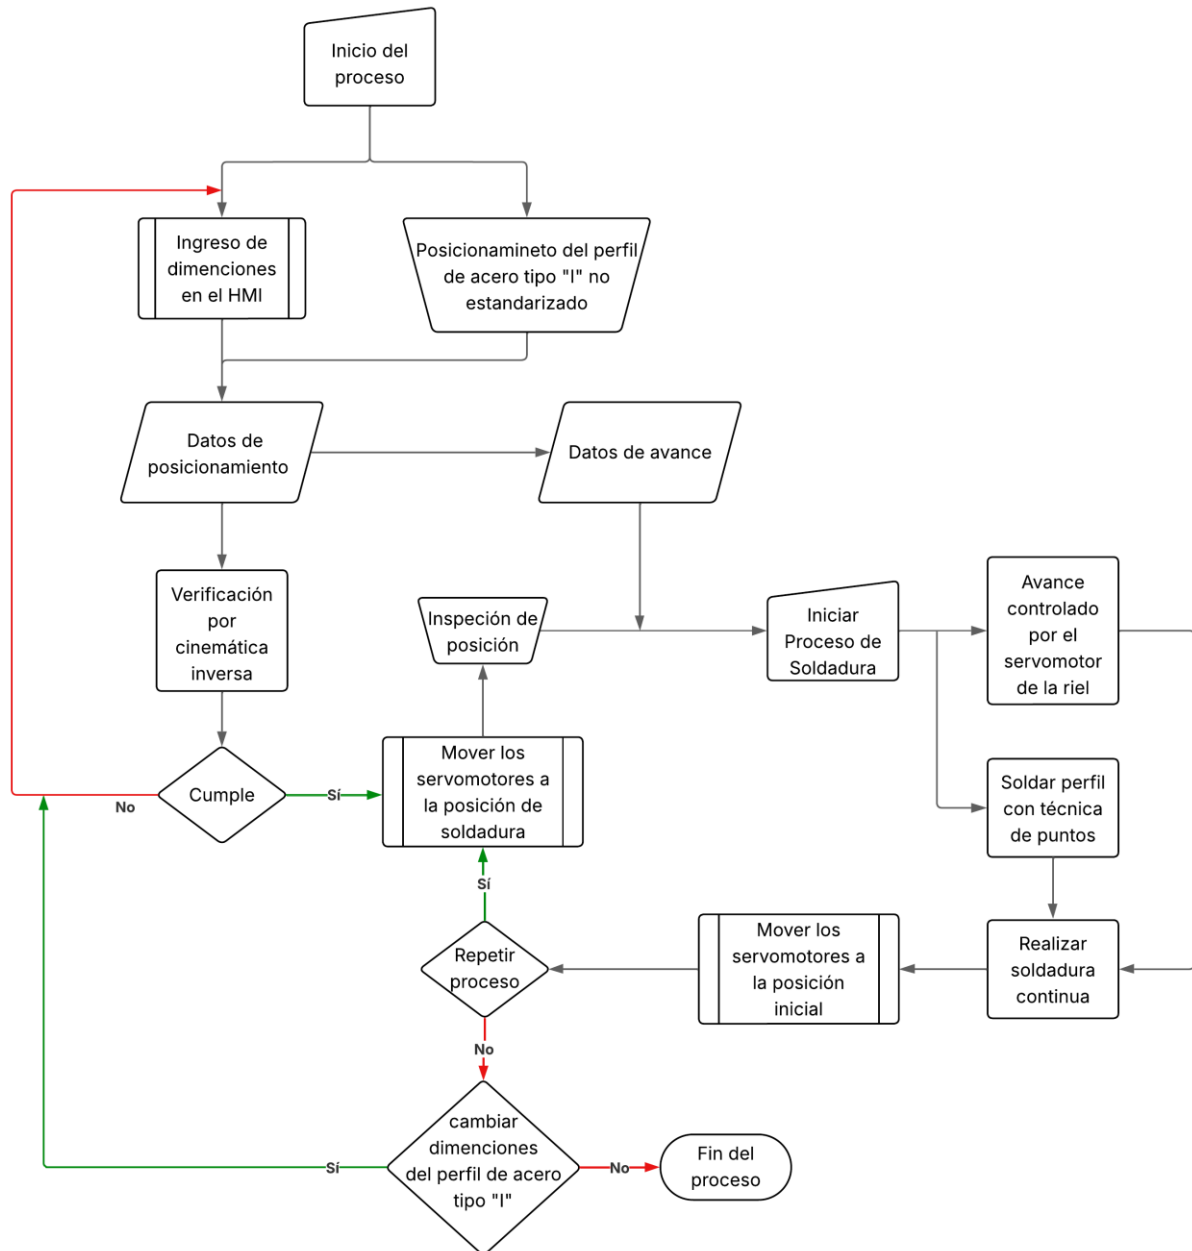 Inicio del
proceso
Ingreso de
dimenciones
en el HMI
Posicionamineto del perfil
de acero tipo "I" no
estandarizado
Datos de
posicionamiento
Datos de avance
Verificación
por
cinemática
inversa
Inspeción de
posición
Iniciar
Proceso de
Soldadura
Avance
controlado
por el
servomotor
de la riel
Cumple
No
Sí
Mover los
servomotores a
la posición de
soldadura
Soldar perfil
con técnica
de puntos
Sí
Repetir
proceso
Mover los
servomotores a
la posición
inicial
Realizar
soldadura
continua
No
cambiar
dimenciones
del perfil de acero
tipo "I"
Sí
No
Fin del
proceso